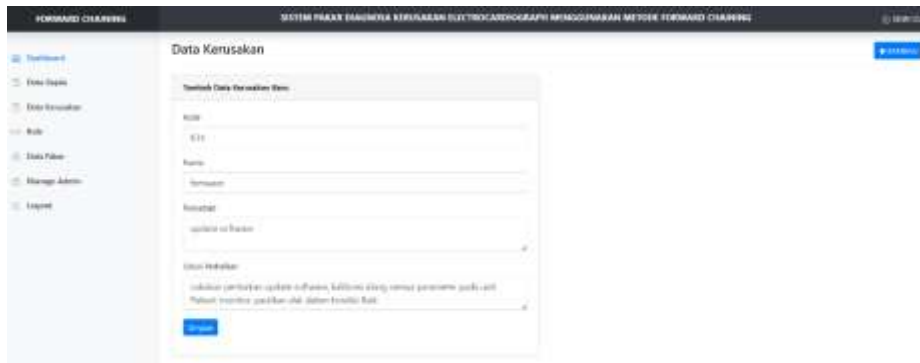 FORWARD CHAINING
SISTEM PAKAR DIAGNOSA KERUSAKAN ELECTROCARDIOGRAPH MENGGUNAKAN METODE FORWARD CHAINING
Data Kerusakan
Dashboard
Data Gejala
Data Kerusakan
Rule
Data Pakar
Manage Admin
Logout
Tambah Data Kerusakan Baru
Kode
Nama
Penyebab
update software
Solusi Perbaikan
lakukan perbaikan update software, kalibrasi ulang semua parameter pada unit
Patient monitor, pastikan alat dalam kondisi Baik
Simpan